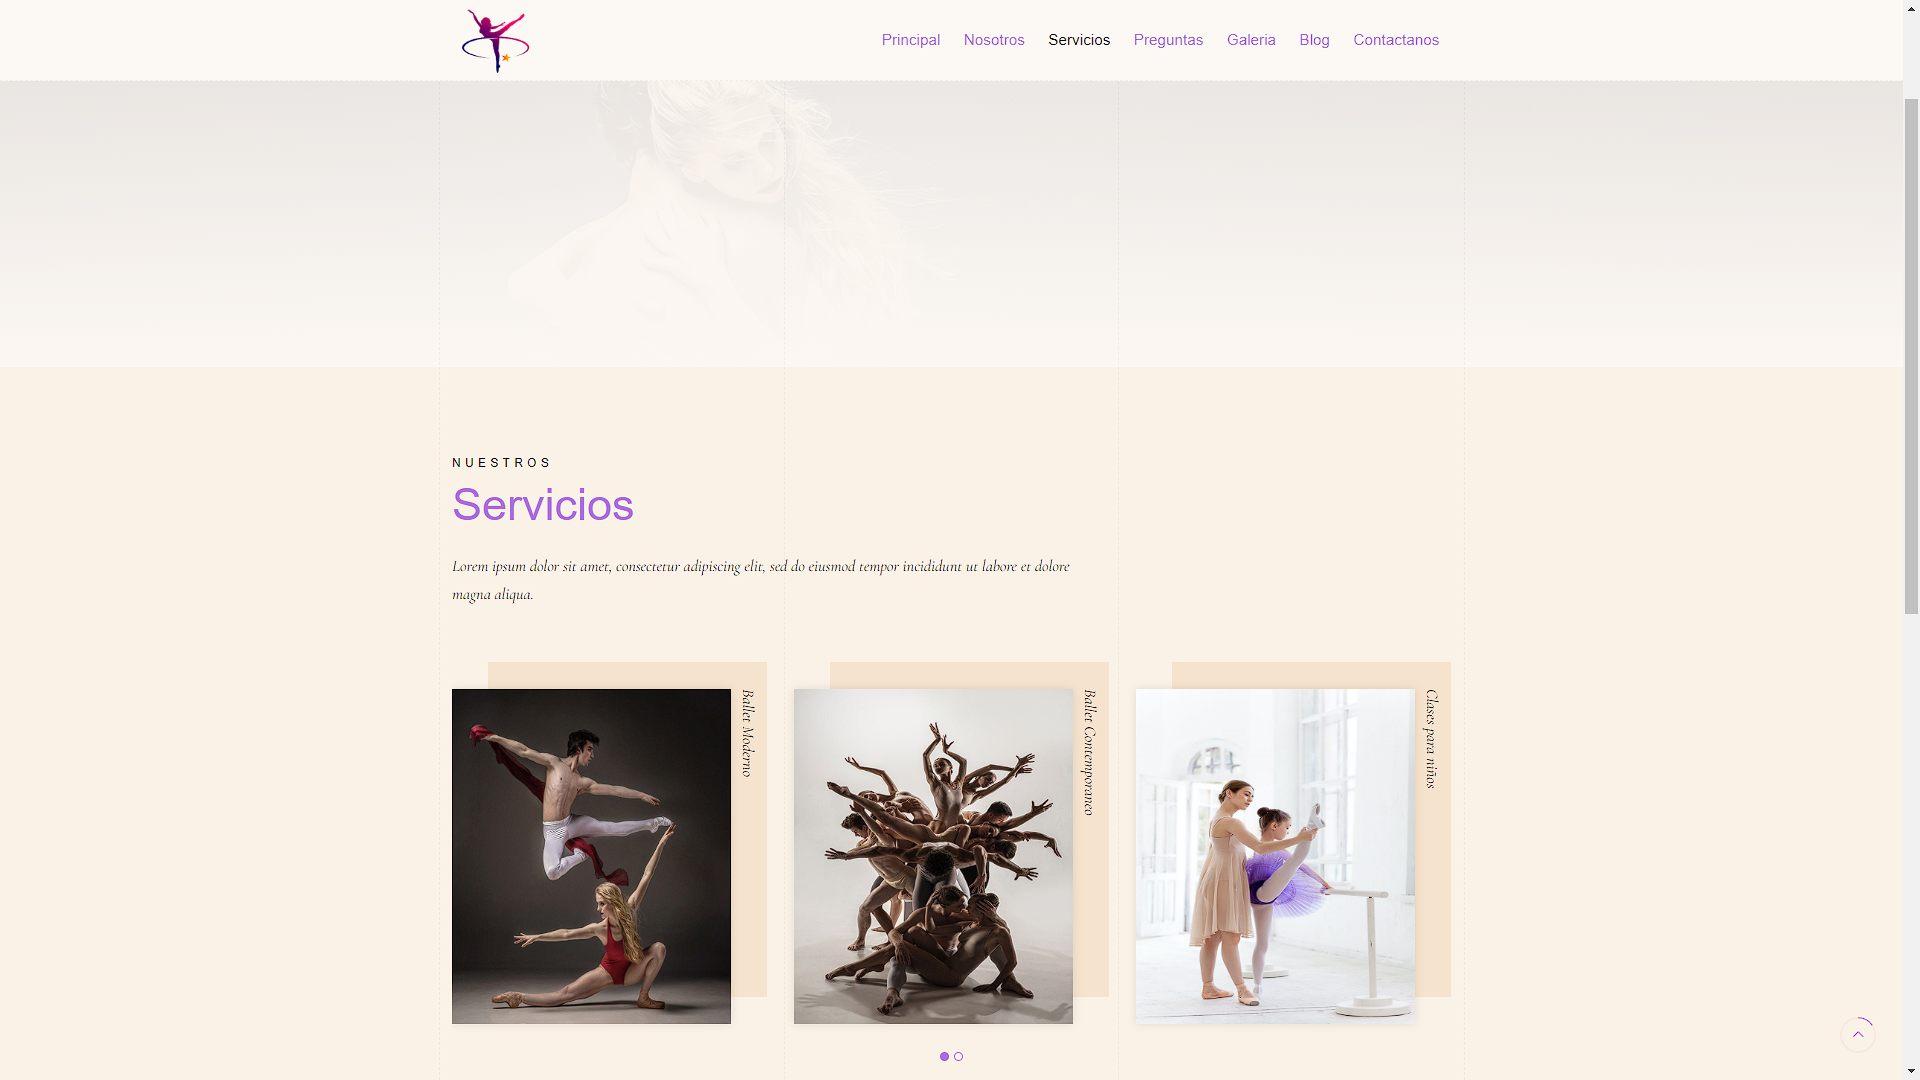 Principal Nosotros Servicios Preguntas Galeria Blog Contactanos
NUESTROS
Servicios
Lorem ipsum dolor sit amet, consectetur adipiscing elit, sed do eiusmod tempor incididunt ut labore et dolore
magna aliqua.
Ballet Moderno
Ballet Contemporaneo
Clases para niños